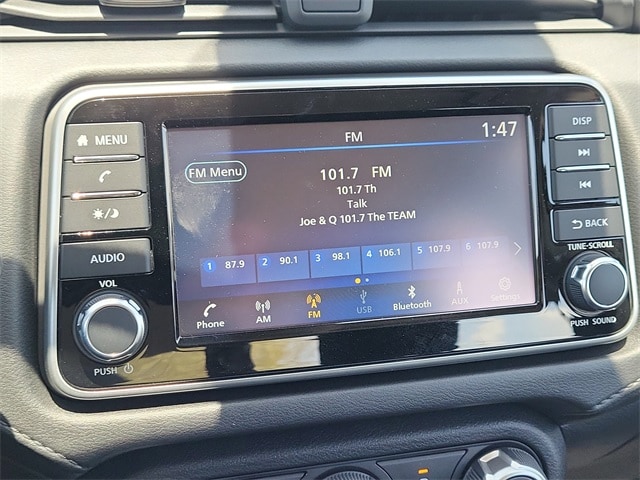 FM
1:47
FM Menu
101.7 FM
101.7 Th
Talk
Joe & Q 101.7 The TEAM
1 87.9
2 90.1
3 98.1
4 106.1
5 107.9
6 107.9
Phone
AM
FM
USB
Bluetooth
AUX
Settings
MENU
AUDIO
VOL
PUSH
DISP
BACK
TUNE·SCROLL
PUSH SOUND